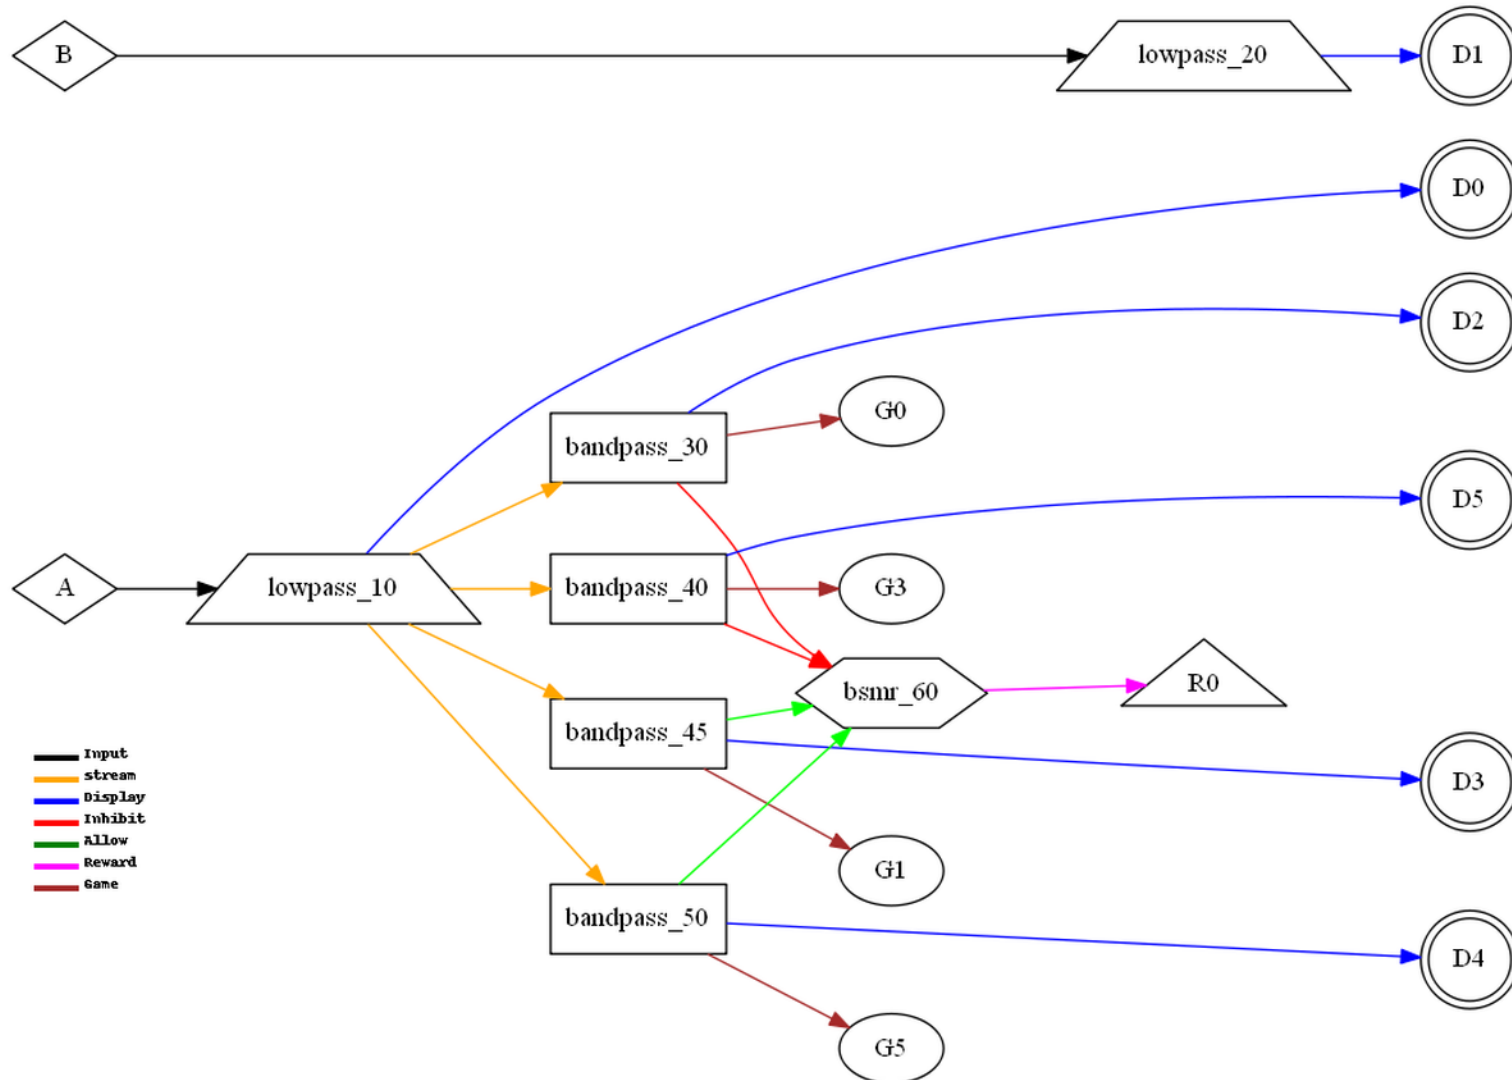 B
lowpass_20
D1
D0
D2
G0
bandpass_30
D5
A
lowpass_10
bandpass_40
G3
bsmr_60
R0
bandpass_45
D3
Input
stream
Display
Inhibit
Allow
Reward
Game
G1
bandpass_50
D4
G5